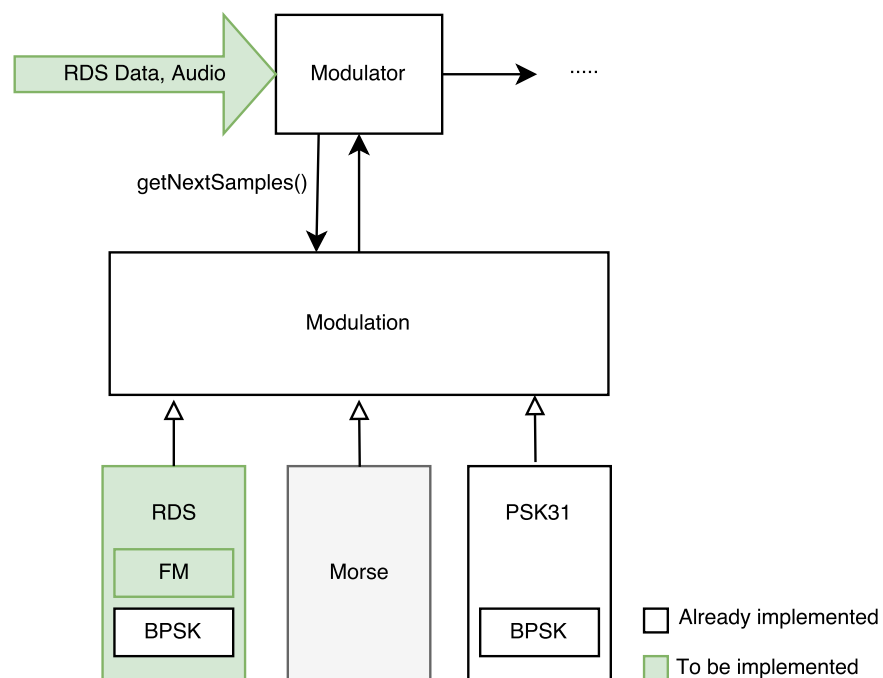 RDS Data, Audio
Modulator
.....
getNextSamples()
Modulation
RDS
FM
BPSK
Morse
PSK31
BPSK
Already implemented
To be implemented